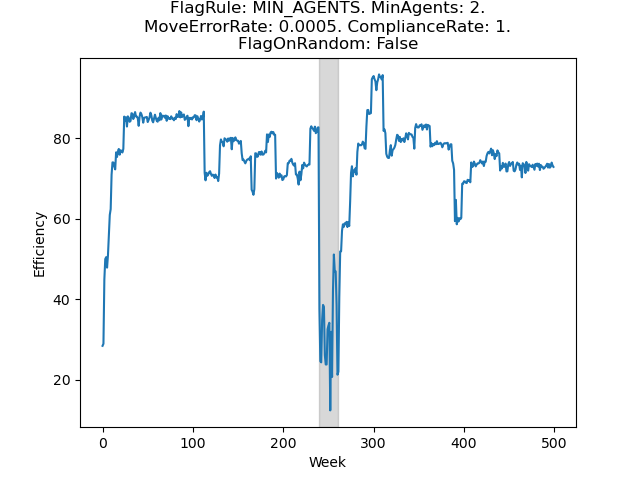 FlagRule: MIN_AGENTS. MinAgents: 2.
MoveErrorRate: 0.0005. ComplianceRate: 1.
FlagOnRandom: False
80
60
40
20
Efficiency
0
100
200
300
400
500
Week